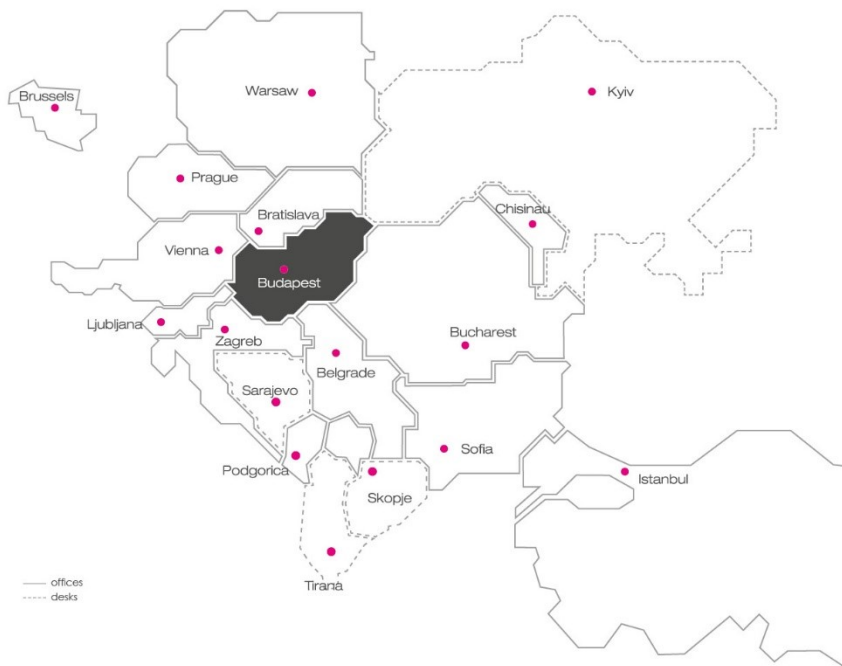 Warsaw
Kyiv
Brussels
Prague
Bratislava
Chisinau
Vienna
Budapest
Ljubljana
Zagreb
Bucharest
Belgrade
Sarajevo
Sofia
Podgorica
Istanbul
Skopje
Tirana
offices
desks